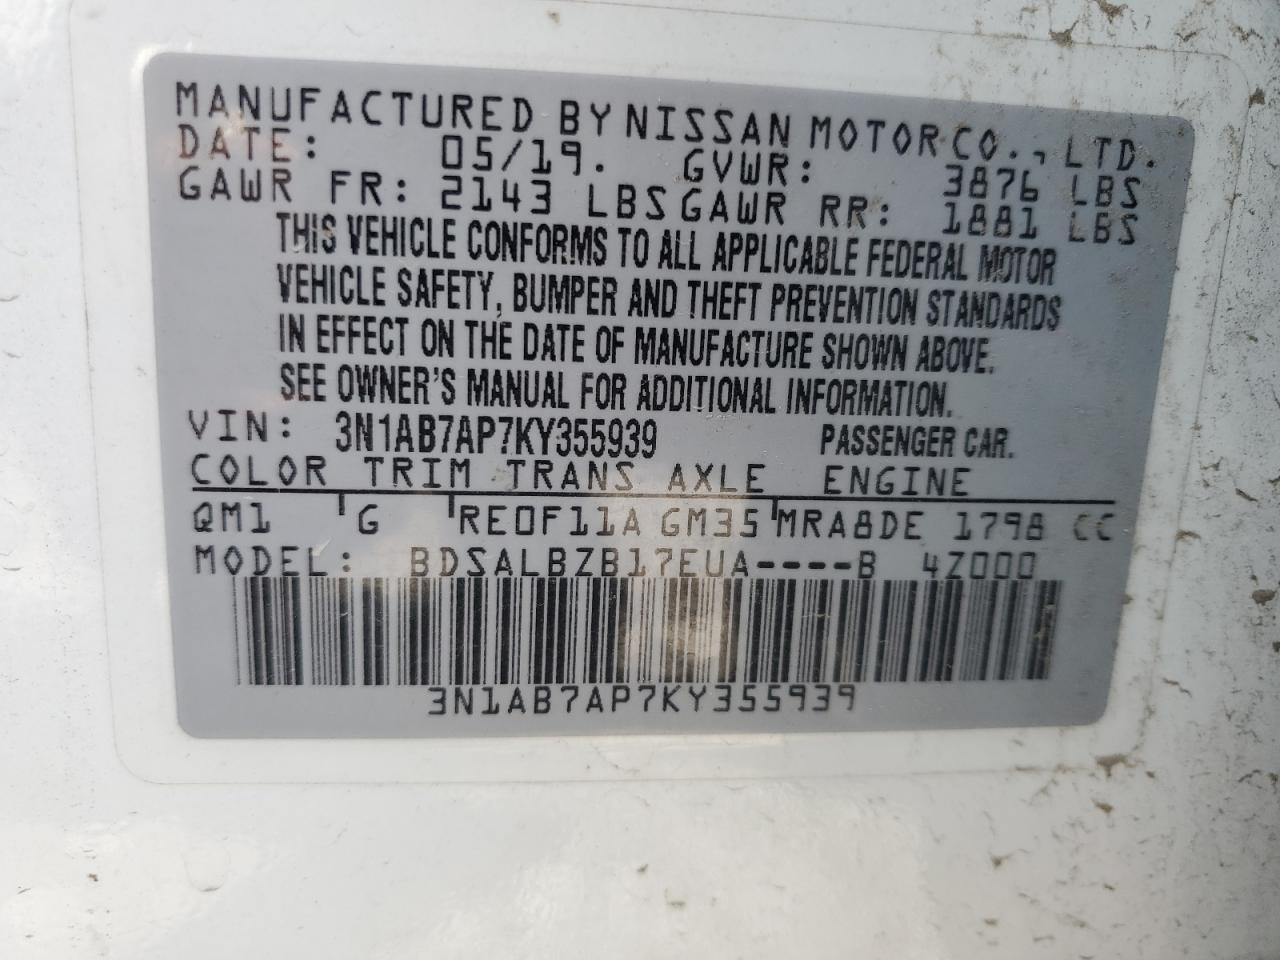 MANUFACTURED BY NISSAN MOTOR CO., LTD.
DATE: 05/19. GVWR: 3876 LBS
GAWR FR: 2143 LBS GAWR RR: 1881 LBS
THIS VEHICLE CONFORMS TO ALL APPLICABLE FEDERAL MOTOR
VEHICLE SAFETY, BUMPER AND THEFT PREVENTION STANDARDS
IN EFFECT ON THE DATE OF MANUFACTURE SHOWN ABOVE.
SEE OWNER'S MANUAL FOR ADDITIONAL INFORMATION.
VIN: 3N1AB7AP7KY355939 PASSENGER CAR.
COLOR TRIM TRANS AXLE ENGINE
QM1 G RE0F11A GM35 MRA8DE 1798 CC
MODEL: BDSALBZB17EUA----B 4Z000
3N1AB7AP7KY355939